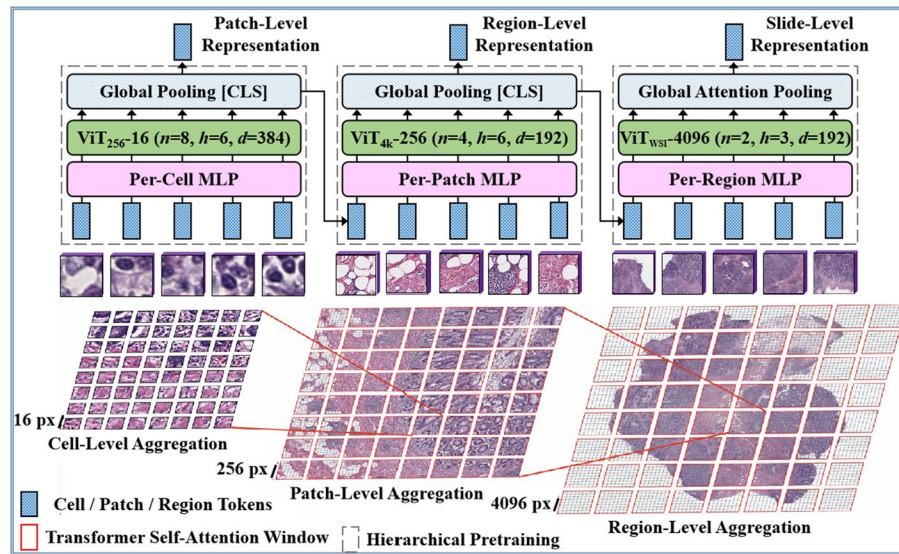 Patch-Level
Representation
Region-Level
Representation
Slide-Level
Representation
Global Pooling [CLS]
Global Pooling [CLS]
Global Attention Pooling
ViT256-16 (n=8, h=6, d=384)
ViT4k-256 (n=4, h=6, d=192)
ViTWSI-4096 (n=2, h=3, d=192)
Per-Cell MLP
Per-Patch MLP
Per-Region MLP
16 px
Cell-Level Aggregation
256 px
Patch-Level Aggregation
4096 px
Region-Level Aggregation
Cell / Patch / Region Tokens
Transformer Self-Attention Window
Hierarchical Pretraining